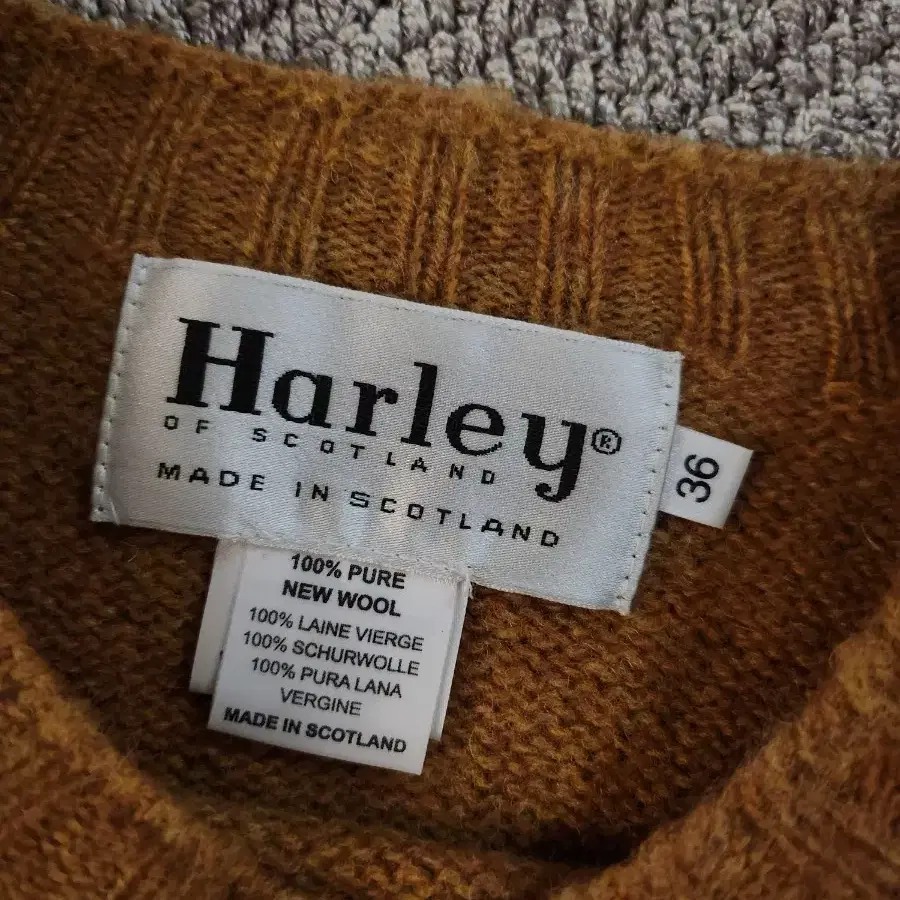 Harley®
OF SCOTLAND
MADE IN SCOTLAND
36
100% PURE
NEW WOOL
100% LAINE VIERGE
100% SCHURWOLLE
100% PURA LANA
VERGINE
MADE IN SCOTLAND